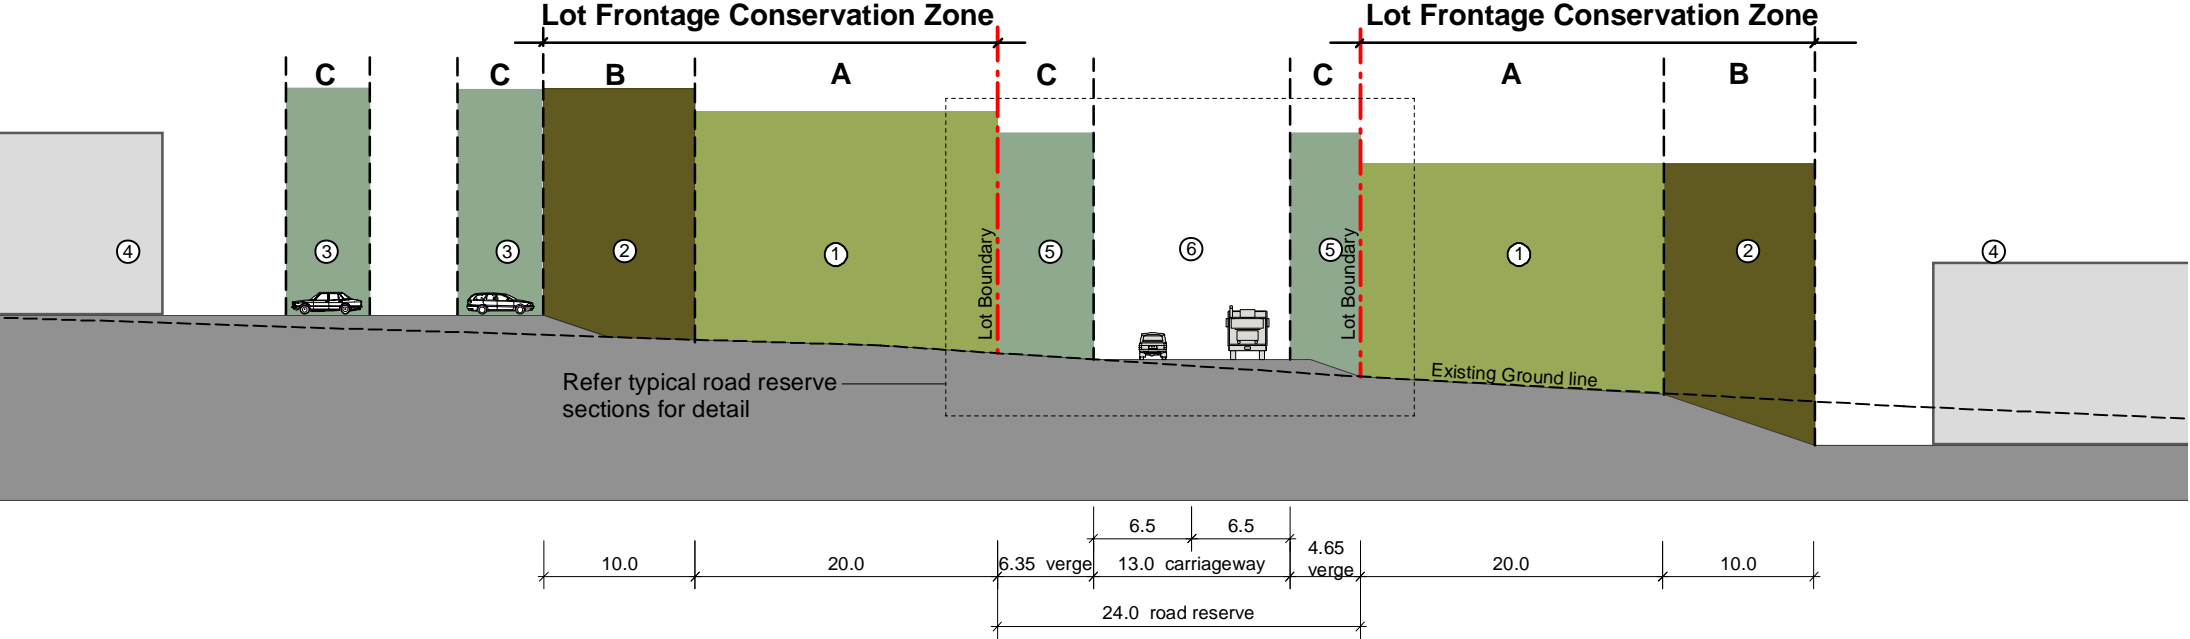 Lot Frontage Conservation Zone
Lot Frontage Conservation Zone
C
C
B
A
C
C
A
B
4
3
3
2
1
5
6
5
1
2
4
Lot Boundary
Lot Boundary
Existing Ground line
Refer typical road reserve
sections for detail
6.5
6.5
10.0
20.0
6.35 verge
13.0 carriageway
4.65
verge
20.0
10.0
24.0 road reserve